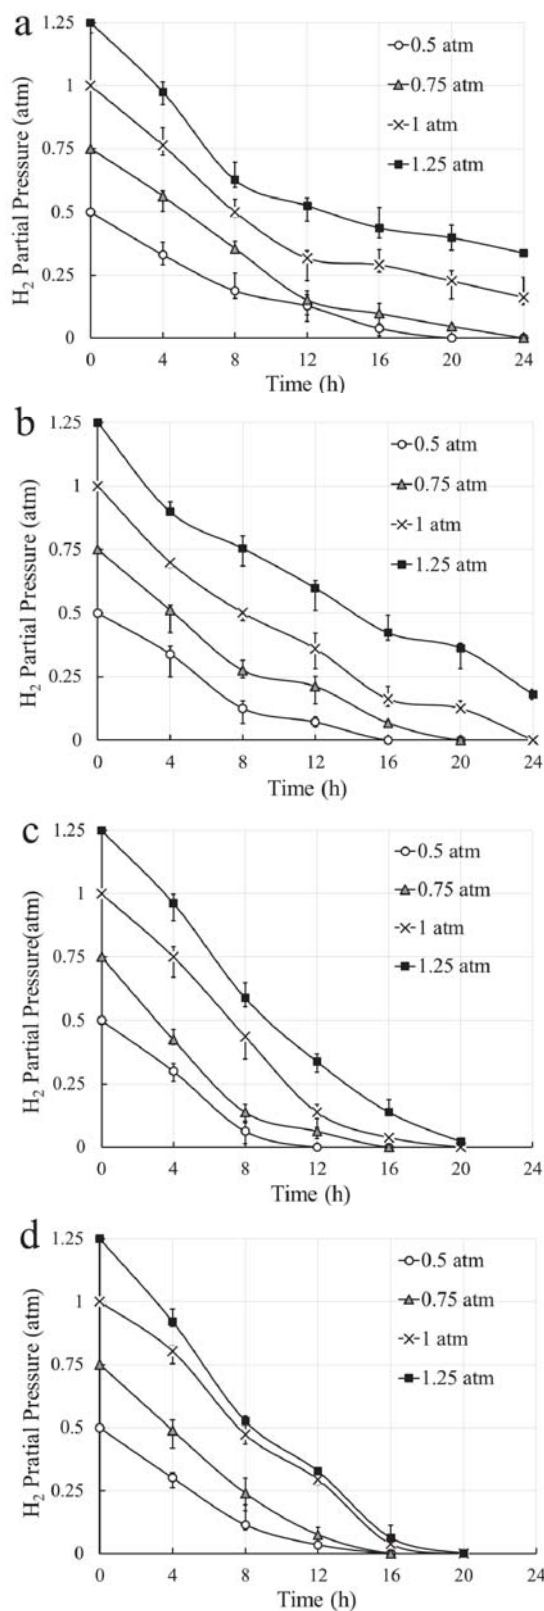 a
H2 Partial Pressure (atm)
1.25
1
0.75
0.5
0.25
0
0 4 8 12 16 20 24
Time (h)
0.5 atm
0.75 atm
1 atm
1.25 atm
b
H2 Partial Pressure (atm)
1.25
1
0.75
0.5
0.25
0
0 4 8 12 16 20 24
Time (h)
0.5 atm
0.75 atm
1 atm
1.25 atm
c
H2 Partial Pressure(atm)
1.25
1
0.75
0.5
0.25
0
0 4 8 12 16 20 24
Time (h)
0.5 atm
0.75 atm
1 atm
1.25 atm
d
H2 Pratial Pressure (atm)
1.25
1
0.75
0.5
0.25
0
0 4 8 12 16 20 24
Time (h)
0.5 atm
0.75 atm
1 atm
1.25 atm